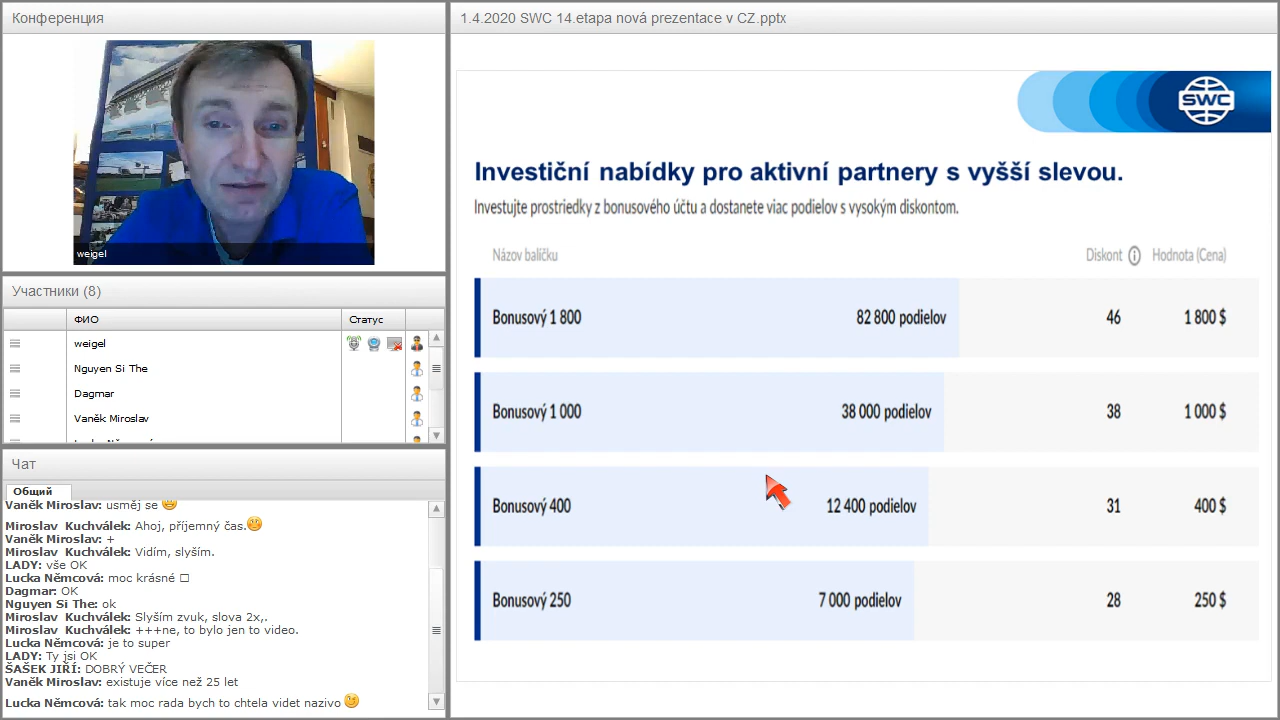 Конференция
weigel
Участники (8)
ФИО
Статус
weigel
Nguyen Si The
Dagmar
Vaněk Miroslav
Чат
Общий
Vaněk Miroslav: usměj se
Miroslav Kuchválek: Ahoj, příjemný čas.
Vaněk Miroslav: +
Miroslav Kuchválek: Vidím, slyším.
LADY: vše OK
Lucka Němcová: moc krásné
Dagmar: OK
Nguyen Si The: ok
Miroslav Kuchválek: Slyším zvuk, slova 2x,.
Miroslav Kuchválek: +++ne, to bylo jen to video.
Lucka Němcová: je to super
LADY: Ty jsi OK
ŠAŠEK JIŘÍ: DOBRÝ VEČER
Vaněk Miroslav: existuje více než 25 let
Lucka Němcová: tak moc rada bych to chtela videt nazivo
1.4.2020 SWC 14.etapa nová prezentace v CZ.pptx
SWC
Investiční nabídky pro aktivní partnery s vyšší slevou.
Investujte prostriedky z bonusového účtu a dostanete viac podielov s vysokým diskontom.
Názov balíčku Diskont Hodnota (Cena)
Bonusový 1 800 82 800 podielov 46 1 800 $
Bonusový 1 000 38 000 podielov 38 1 000 $
Bonusový 400 12 400 podielov 31 400 $
Bonusový 250 7 000 podielov 28 250 $